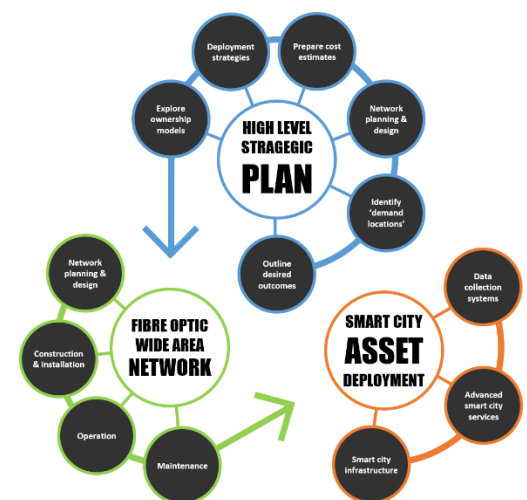 Deployment
strategies
Prepare cost
estimates
Explore
ownership
models
HIGH LEVEL
STRAGEGIC
PLAN
Network
planning &
design
Identify
‘demand
locations’
Outline
desired
outcomes
Network
planning &
design
Construction
& installation
Operation
Maintenance
FIBRE OPTIC
WIDE AREA
NETWORK
SMART CITY
ASSET
DEPLOYMENT
Data
collection
systems
Advanced
smart city
services
Smart city
infrastructure